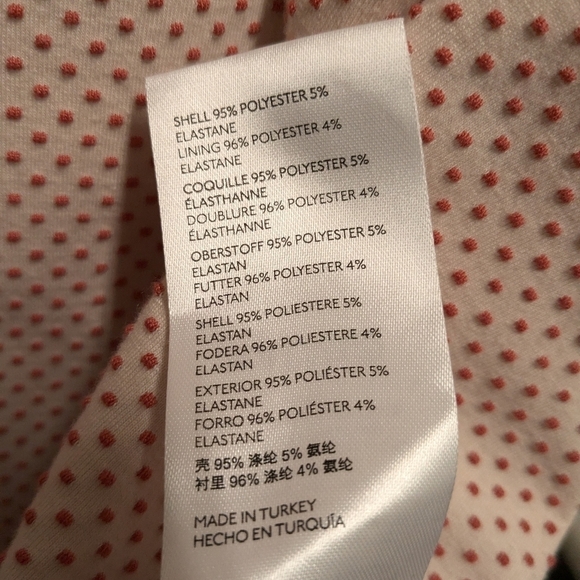 SHELL 95% POLYESTER 5%
ELASTANE
LINING 96% POLYESTER 4%
ELASTANE
COQUILLE 95% POLYESTER 5%
ÉLASTHANNE
DOUBLURE 96% POLYESTER 4%
ÉLASTHANNE
OBERSTOFF 95% POLYESTER 5%
ELASTAN
FUTTER 96% POLYESTER 4%
ELASTAN
SHELL 95% POLIESTERE 5%
ELASTAN
FODERA 96% POLIESTERE 4%
ELASTAN
EXTERIOR 95% POLIÉSTER 5%
ELASTANE
FORRO 96% POLIÉSTER 4%
ELASTANE
壳 95% 涤纶 5% 氨纶
衬里 96% 涤纶 4% 氨纶
MADE IN TURKEY
HECHO EN TURQUÍA